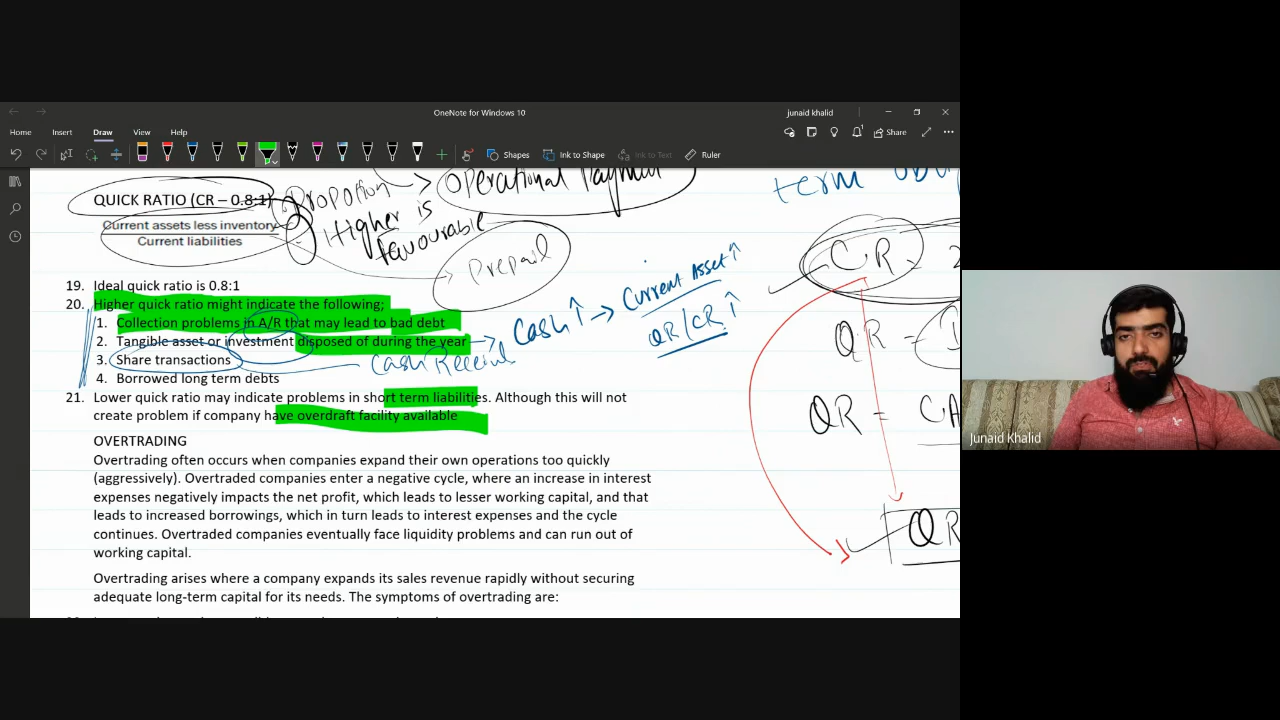 OneNote for Windows 10
junaid khalid
Home Insert Draw View Help
Share
Shapes Ink to Shape Ink to Text Ruler
Propotion
Operational Payment
term
QUICK RATIO (CR – 0.8:1)
Higher is
favourable
Current assets less inventory
Current liabilities
Prepaid
CR = 2
19. Ideal quick ratio is 0.8:1
20. Higher quick ratio might indicate the following;
1. Collection problems in A/R that may lead to bad debt
2. Tangible asset or investment disposed of during the year
Cash ↑ → Current Asset ↑
QR/CR ↑
3. Share transactions
Cash Receive
4. Borrowed long term debts
QR =
21. Lower quick ratio may indicate problems in short term liabilities. Although this will not
create problem if company have overdraft facility available
QR = CA
OVERTRADING
Overtrading often occurs when companies expand their own operations too quickly
(aggressively). Overtraded companies enter a negative cycle, where an increase in interest
expenses negatively impacts the net profit, which leads to lesser working capital, and that
leads to increased borrowings, which in turn leads to interest expenses and the cycle
continues. Overtraded companies eventually face liquidity problems and can run out of
working capital.
QR
Overtrading arises where a company expands its sales revenue rapidly without securing
adequate long-term capital for its needs. The symptoms of overtrading are:
Junaid Khalid